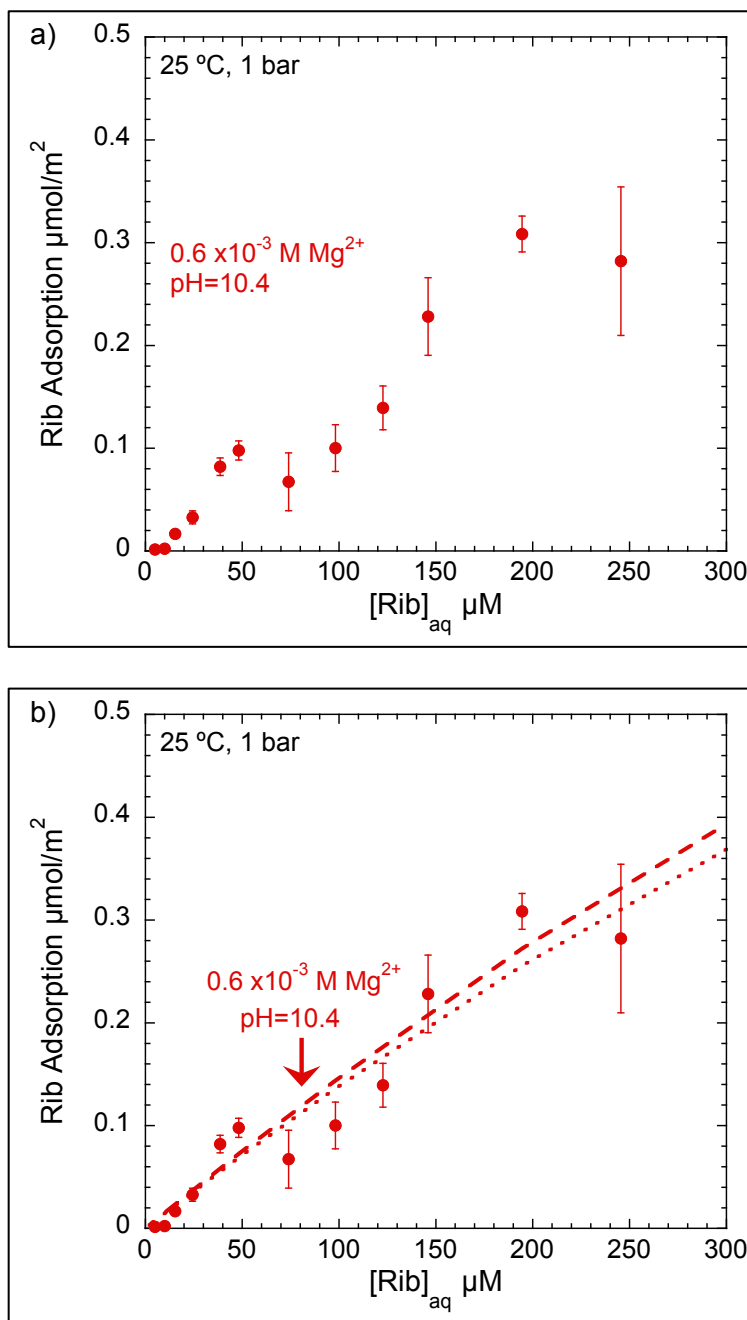 a)
25 ºC, 1 bar
0.6 x10⁻³ M Mg²⁺
pH=10.4
Rib Adsorption µmol/m²
0.5
0.4
0.3
0.2
0.1
0
0 50 100 150 200 250 300
[Rib]aq µM
b)
25 ºC, 1 bar
0.6 x10⁻³ M Mg²⁺
pH=10.4
Rib Adsorption µmol/m²
0.5
0.4
0.3
0.2
0.1
0
0 50 100 150 200 250 300
[Rib]aq µM